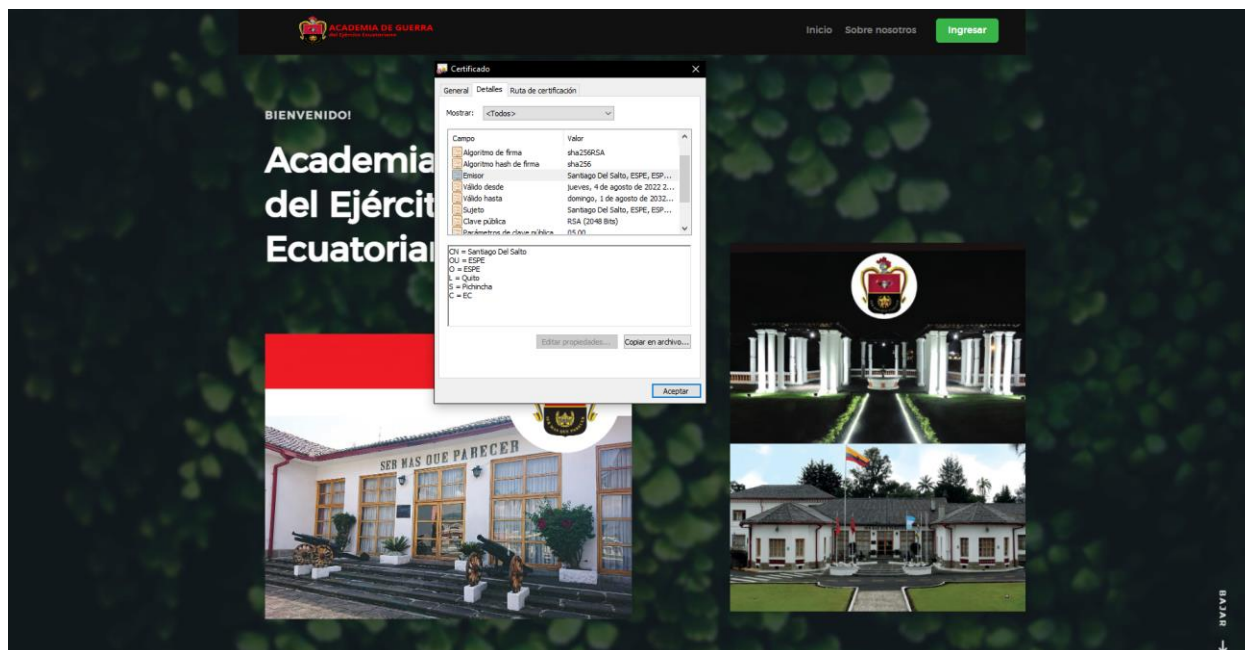 ACADEMIA DE GUERRA
del Ejército Ecuatoriano
Inicio Sobre nosotros Ingresar
BIENVENIDO!
Academia
del Ejércit
Ecuatoria
Certificado
General Detalles Ruta de certificación
Mostrar: <Todos>
Campo Valor
Algoritmo de firma sha256RSA
Algoritmo hash de firma sha256
Emisor Santiago Del Salto, ESPE, ESP...
Válido desde jueves, 4 de agosto de 2022 2...
Válido hasta domingo, 1 de agosto de 2032...
Sujeto Santiago Del Salto, ESPE, ESP...
Clave pública RSA (2048 Bits)
Parámetros de clave pública 05 00
CN = Santiago Del Salto
OU = ESPE
O = ESPE
L = Quito
S = Pichincha
C = EC
Editar propiedades... Copiar en archivo...
Aceptar
SER MAS QUE PARECER
BAJAR